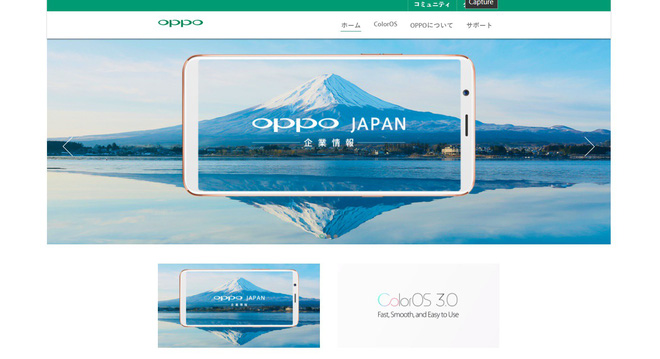 コミュニティ
Capture
oppo
ホーム ColorOS OPPOについて サポート
oppo JAPAN
企業情報
oppo JAPAN
企業情報
ColorOS 3.0
Fast, Smooth, and Easy to Use